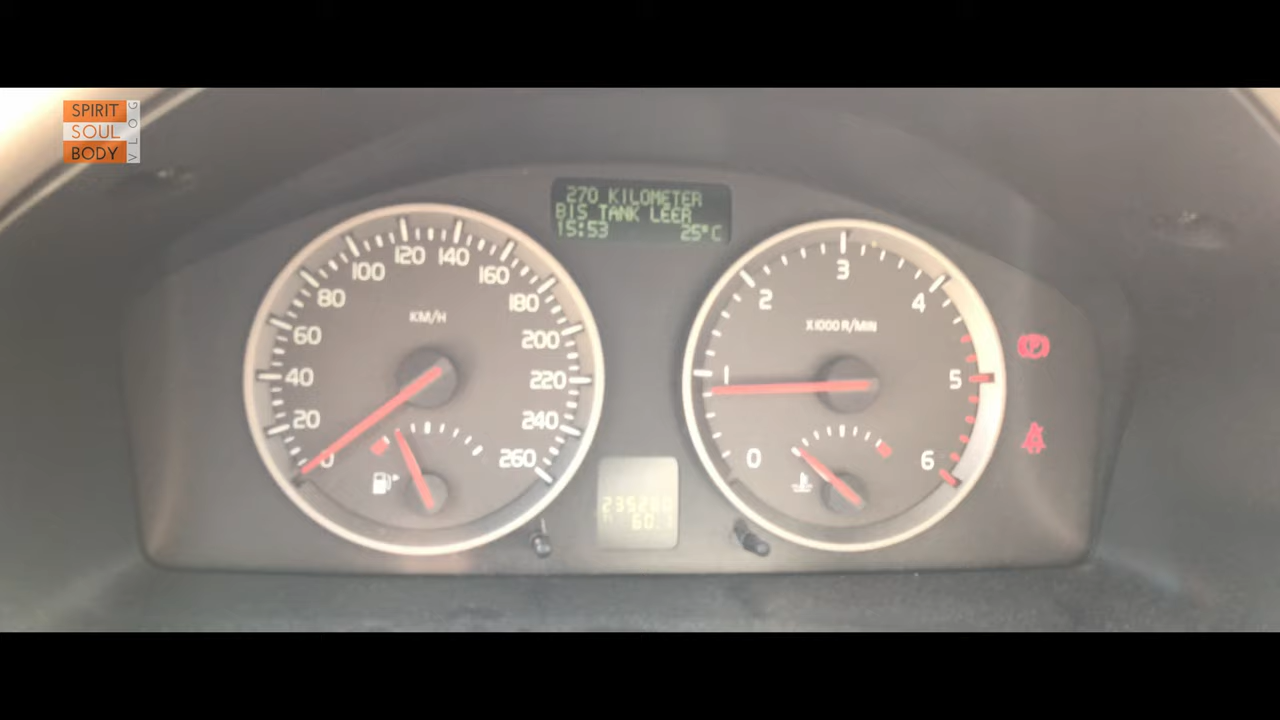 SPIRIT
SOUL
BODY
VLOG
270 KILOMETER
BIS TANK LEER
15:53 25°C
KM/H
0
20
40
60
80
100
120
140
160
180
200
220
240
260
X1000 R/MIN
0
1
2
3
4
5
6
P